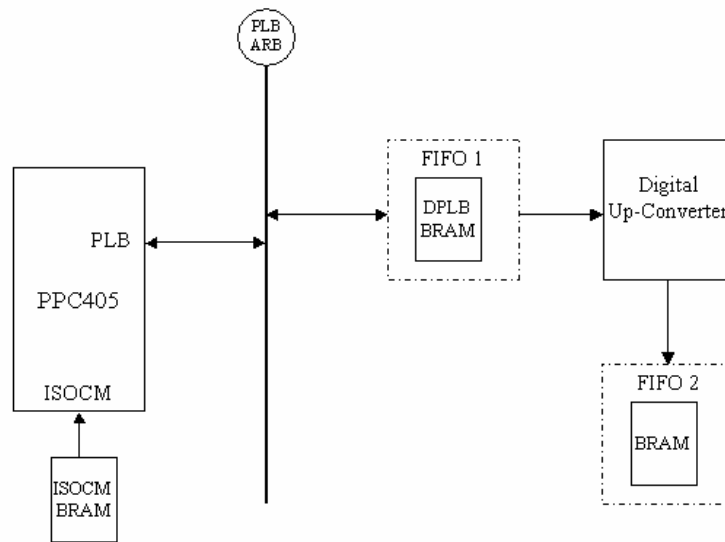 PLB
ARB
FIFO 1
DPLB
BRAM
Digital
Up-Converter
PLB
PPC405
ISOCM
ISOCM
BRAM
FIFO 2
BRAM